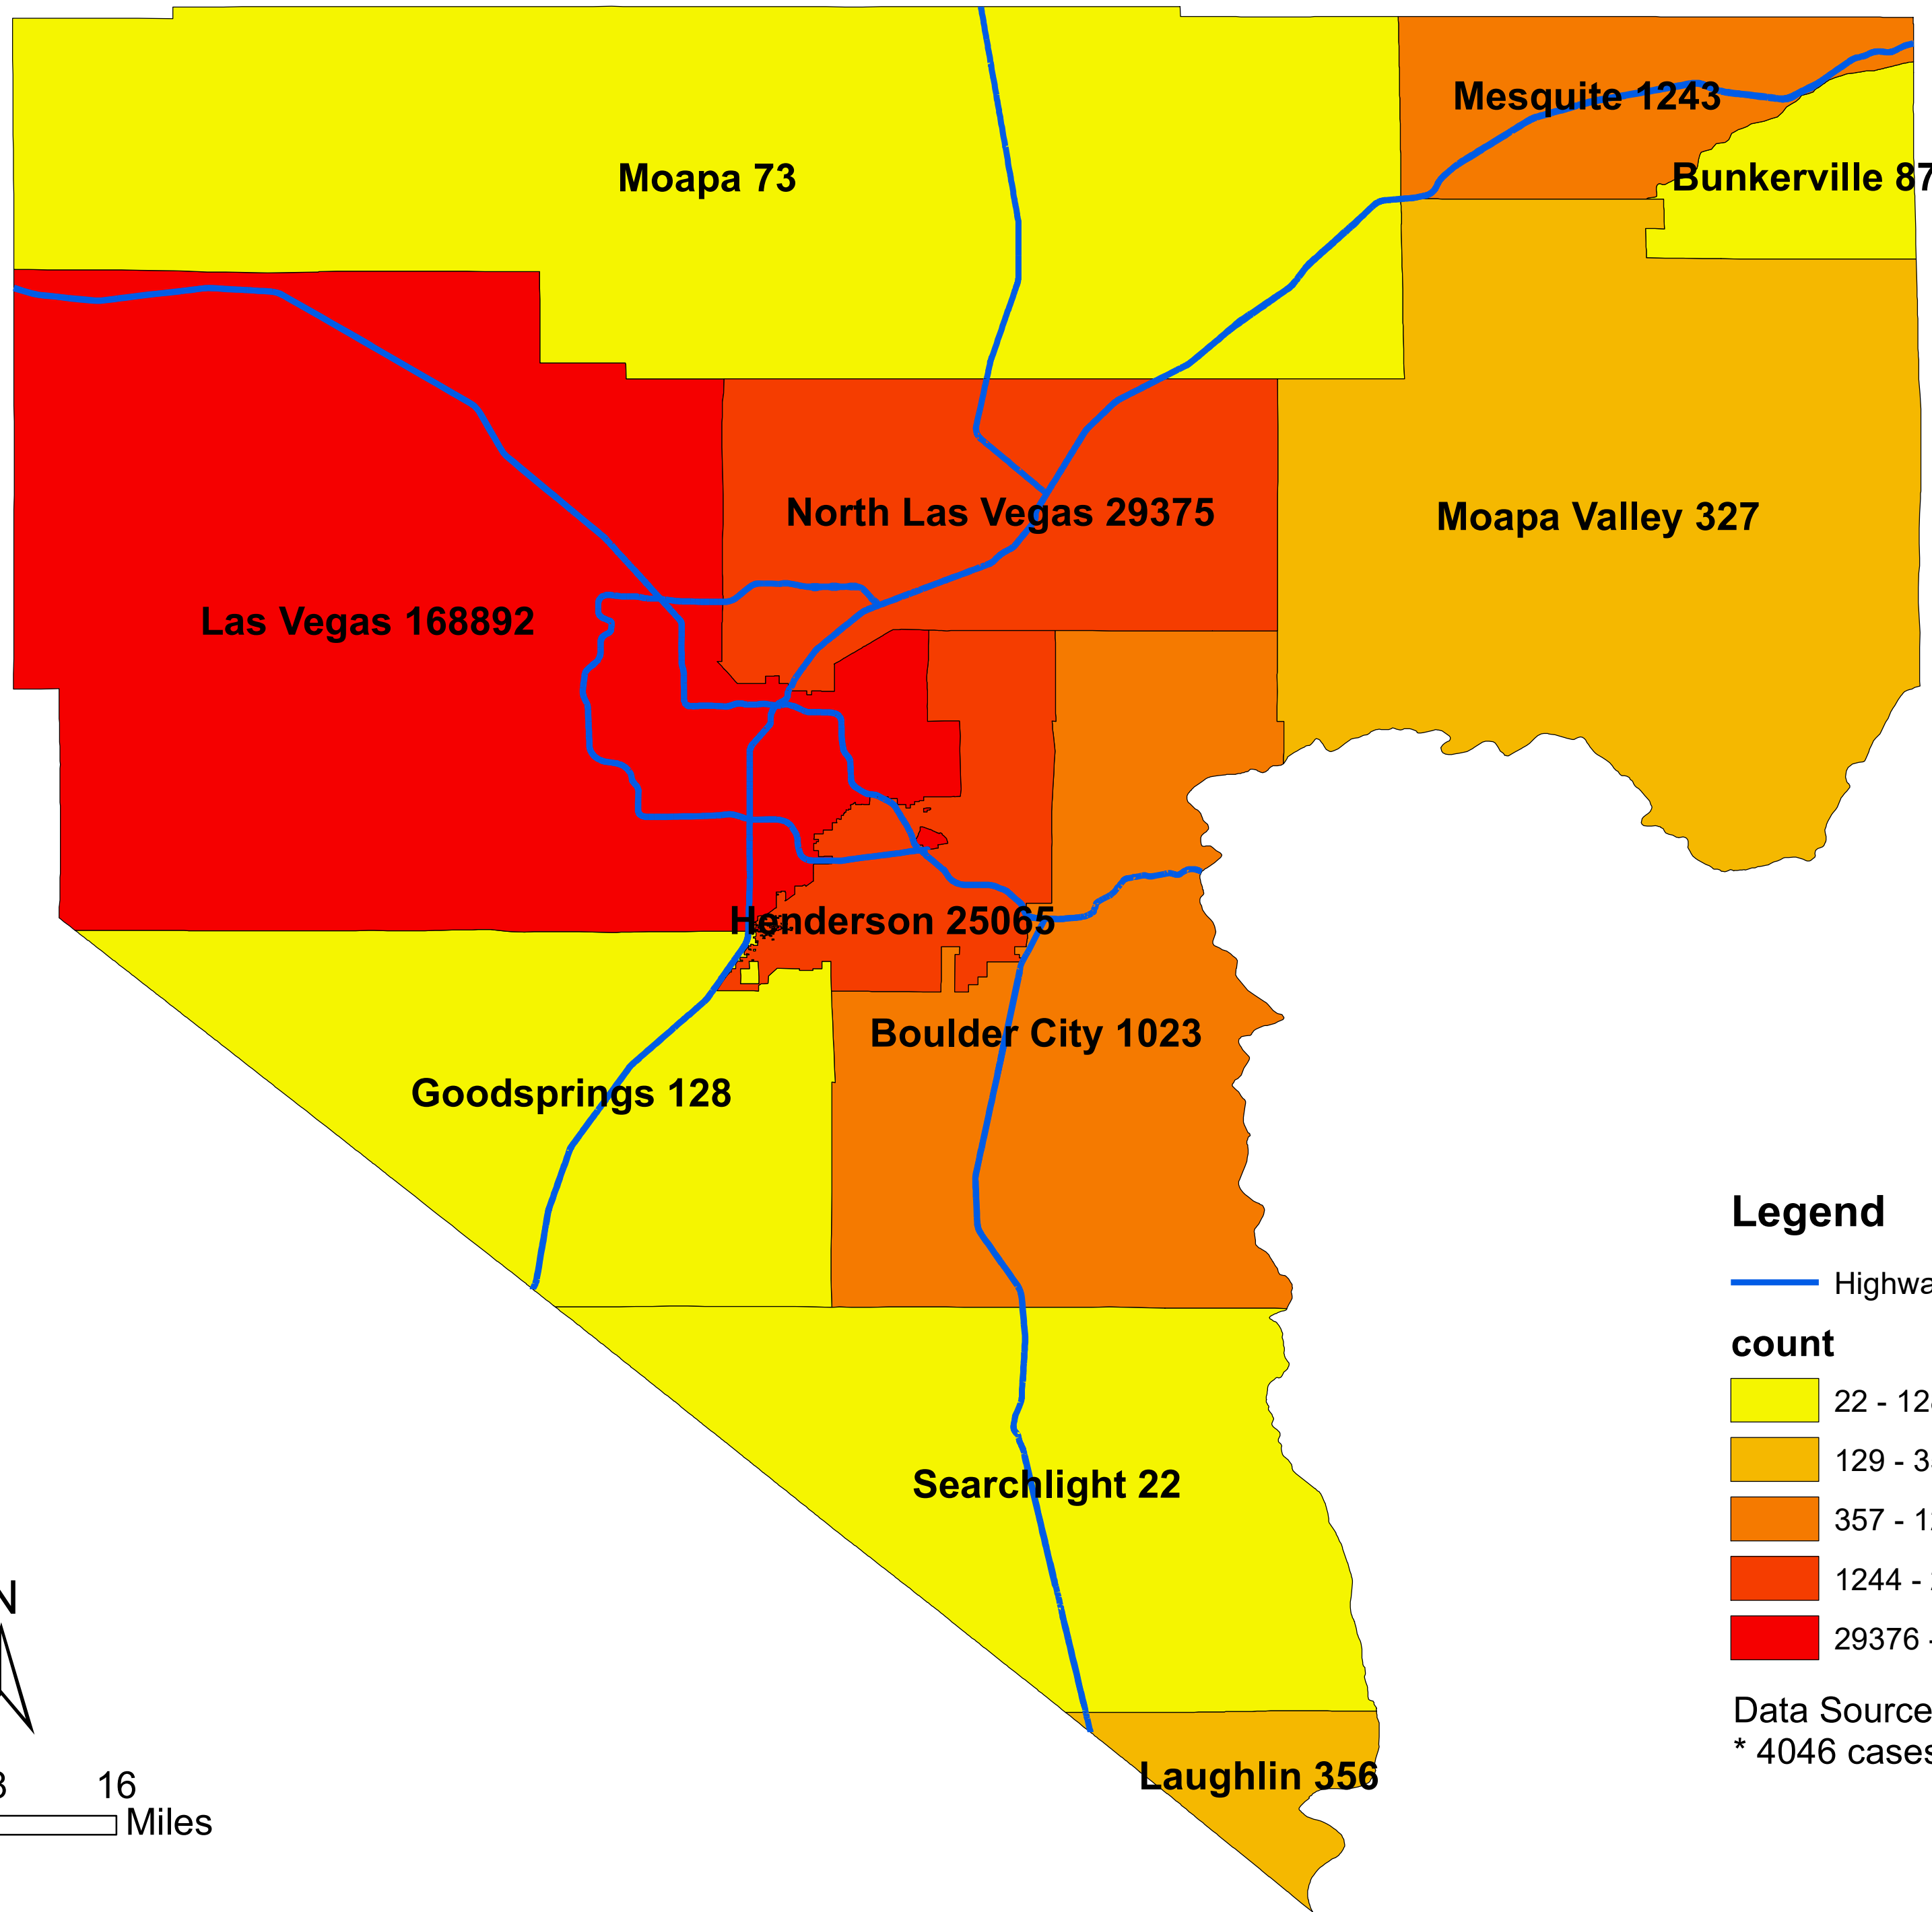 Mesquite 1243
Moapa 73
Bunkerville 87
North Las Vegas 29375
Moapa Valley 327
Las Vegas 168892
Henderson 25065
Boulder City 1023
Goodsprings 128
Searchlight 22
Laughlin 356
Legend
Highwa
count
22 - 12
129 - 3
357 - 1
1244 -
29376 -
Data Source
* 4046 cases
N
16
Miles